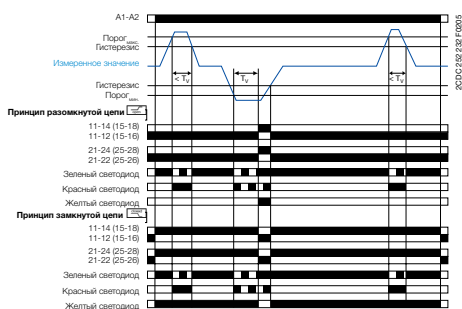 A1-A2
Порог макс.
Гистерезис
Измеренное значение
< Tv
Tv
< Tv
Гистерезис
Порог мин.
Принцип разомкнутой цепи
11-14 (15-18)
11-12 (15-16)
21-24 (25-28)
21-22 (25-26)
Зеленый светодиод
Красный светодиод
Желтый светодиод
Принцип замкнутой цепи
11-14 (15-18)
11-12 (15-16)
21-24 (25-28)
21-22 (25-26)
Зеленый светодиод
Красный светодиод
Желтый светодиод
2CDC 252 232 F0205